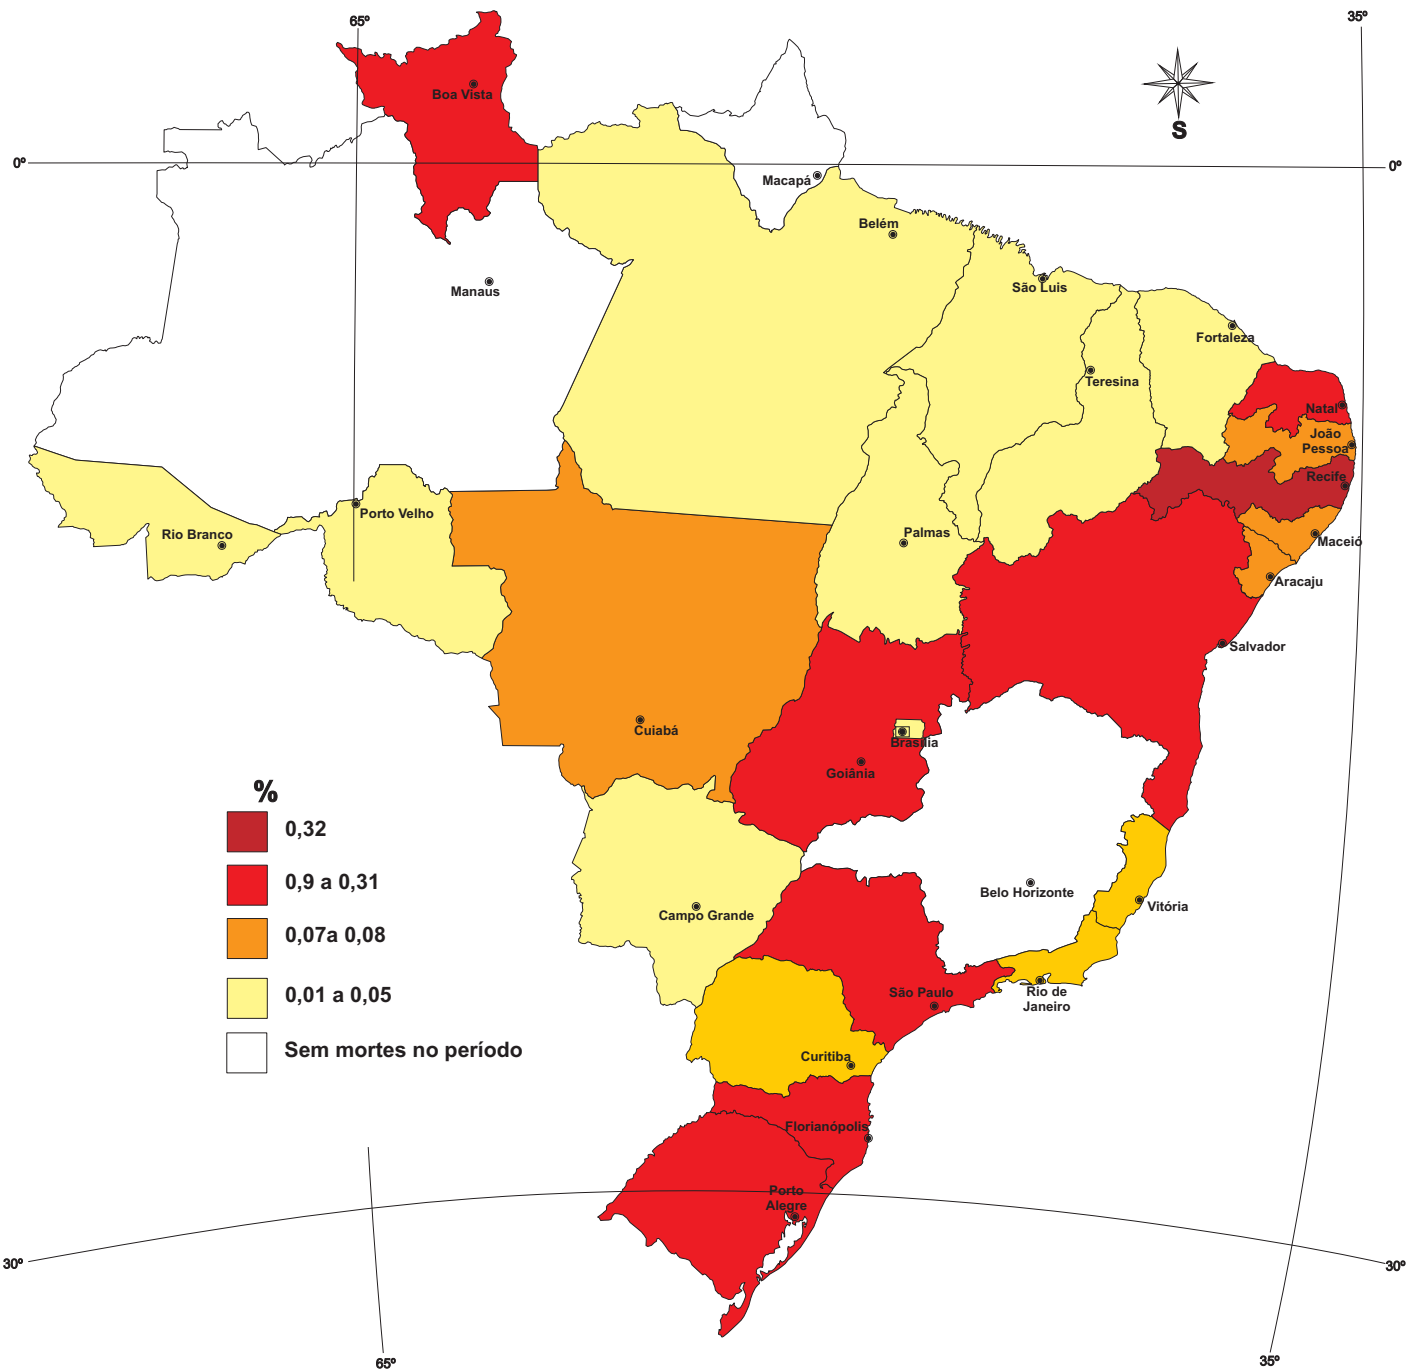 65º
35º
Boa Vista
S
0º
0º
Macapá
Belém
Manaus
São Luis
Fortaleza
Teresina
Natal
João
Pessoa
Recife
Porto Velho
Rio Branco
Palmas
Maceió
Aracaju
Salvador
Cuiabá
Brasília
Goiânia
%
0,32
0,9 a 0,31
0,07a 0,08
0,01 a 0,05
Sem mortes no período
Belo Horizonte
Campo Grande
Vitória
São Paulo
Rio de
Janeiro
Curitiba
Florianópolis
Porto
Alegre
30º
30º
65º
35º